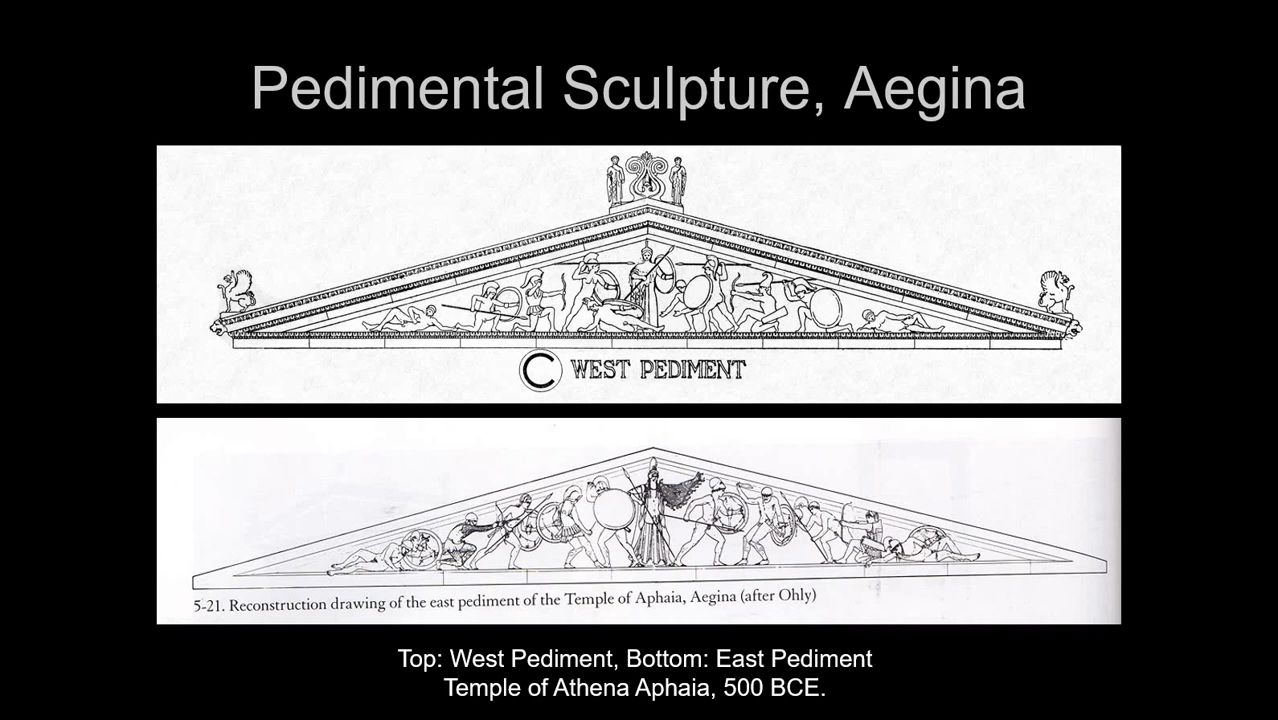 Pedimental Sculpture, Aegina
C WEST PEDIMENT
5-21. Reconstruction drawing of the east pediment of the Temple of Aphaia, Aegina (after Ohly)
Top: West Pediment, Bottom: East Pediment
Temple of Athena Aphaia, 500 BCE.